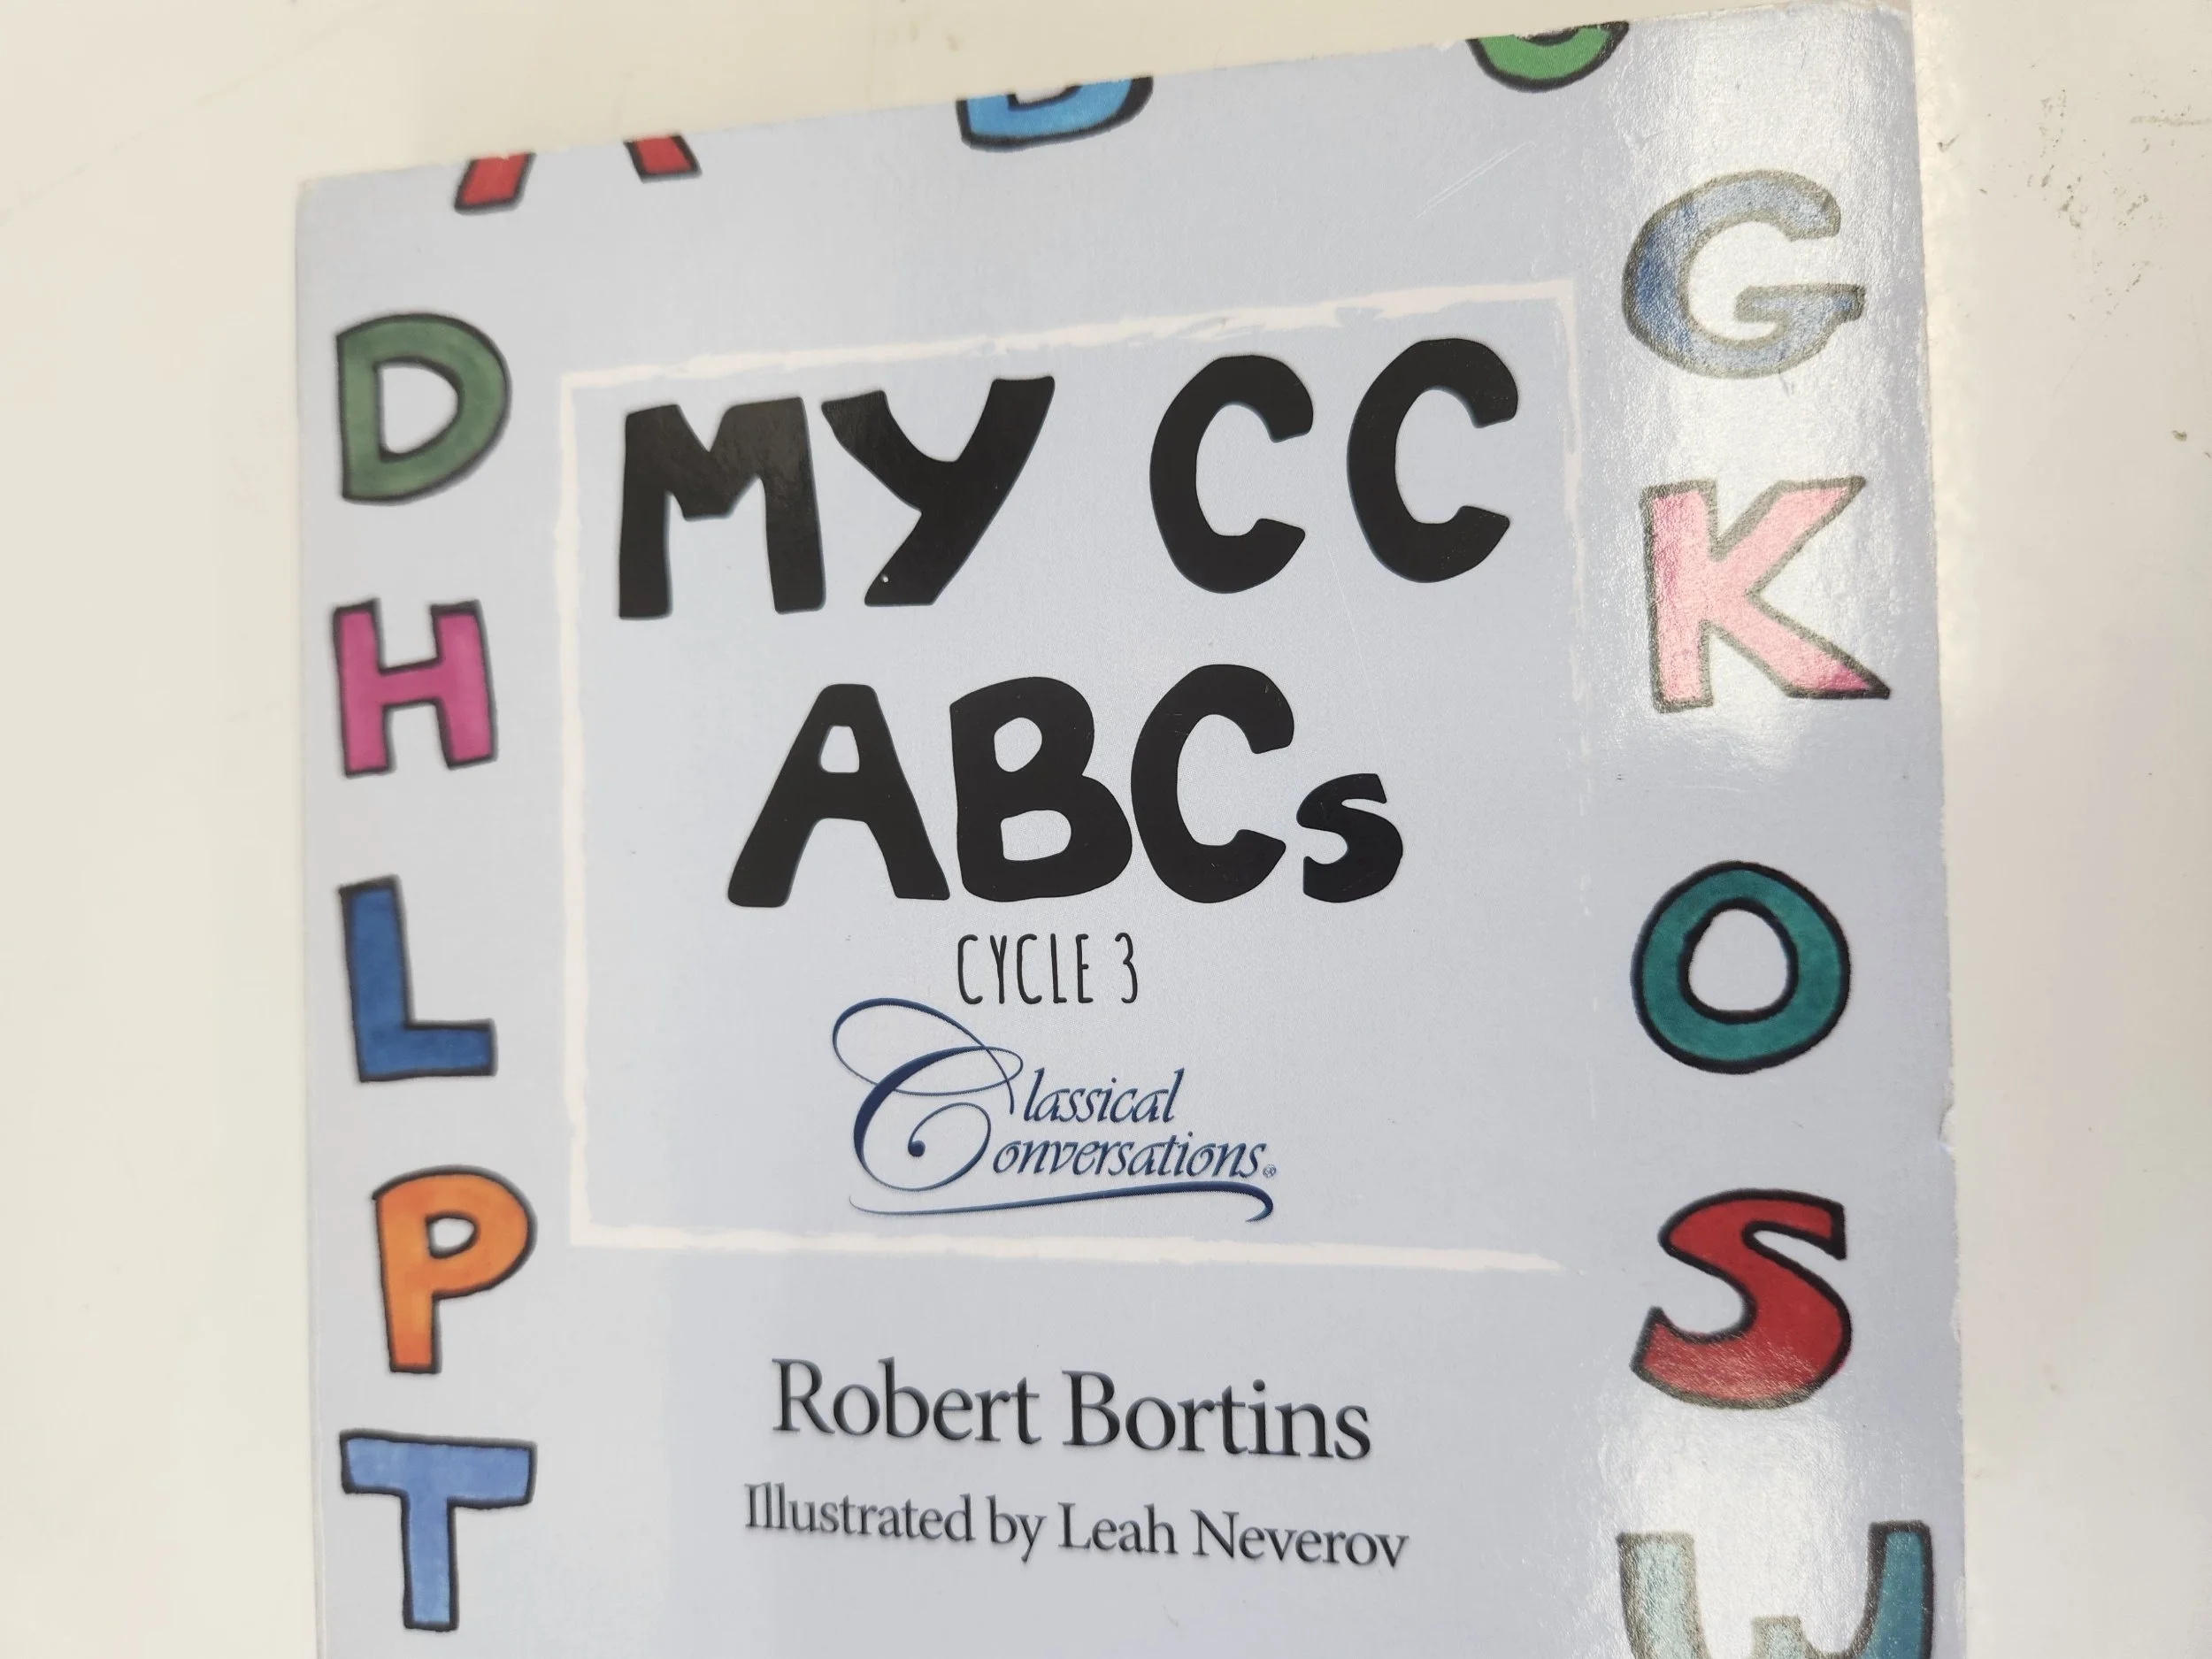 A B C
D
G
H
K
L
O
P
S
T
W
MY CC
ABCs
CYCLE 3
Classical
Conversations®
Robert Bortins
Illustrated by Leah Neverov